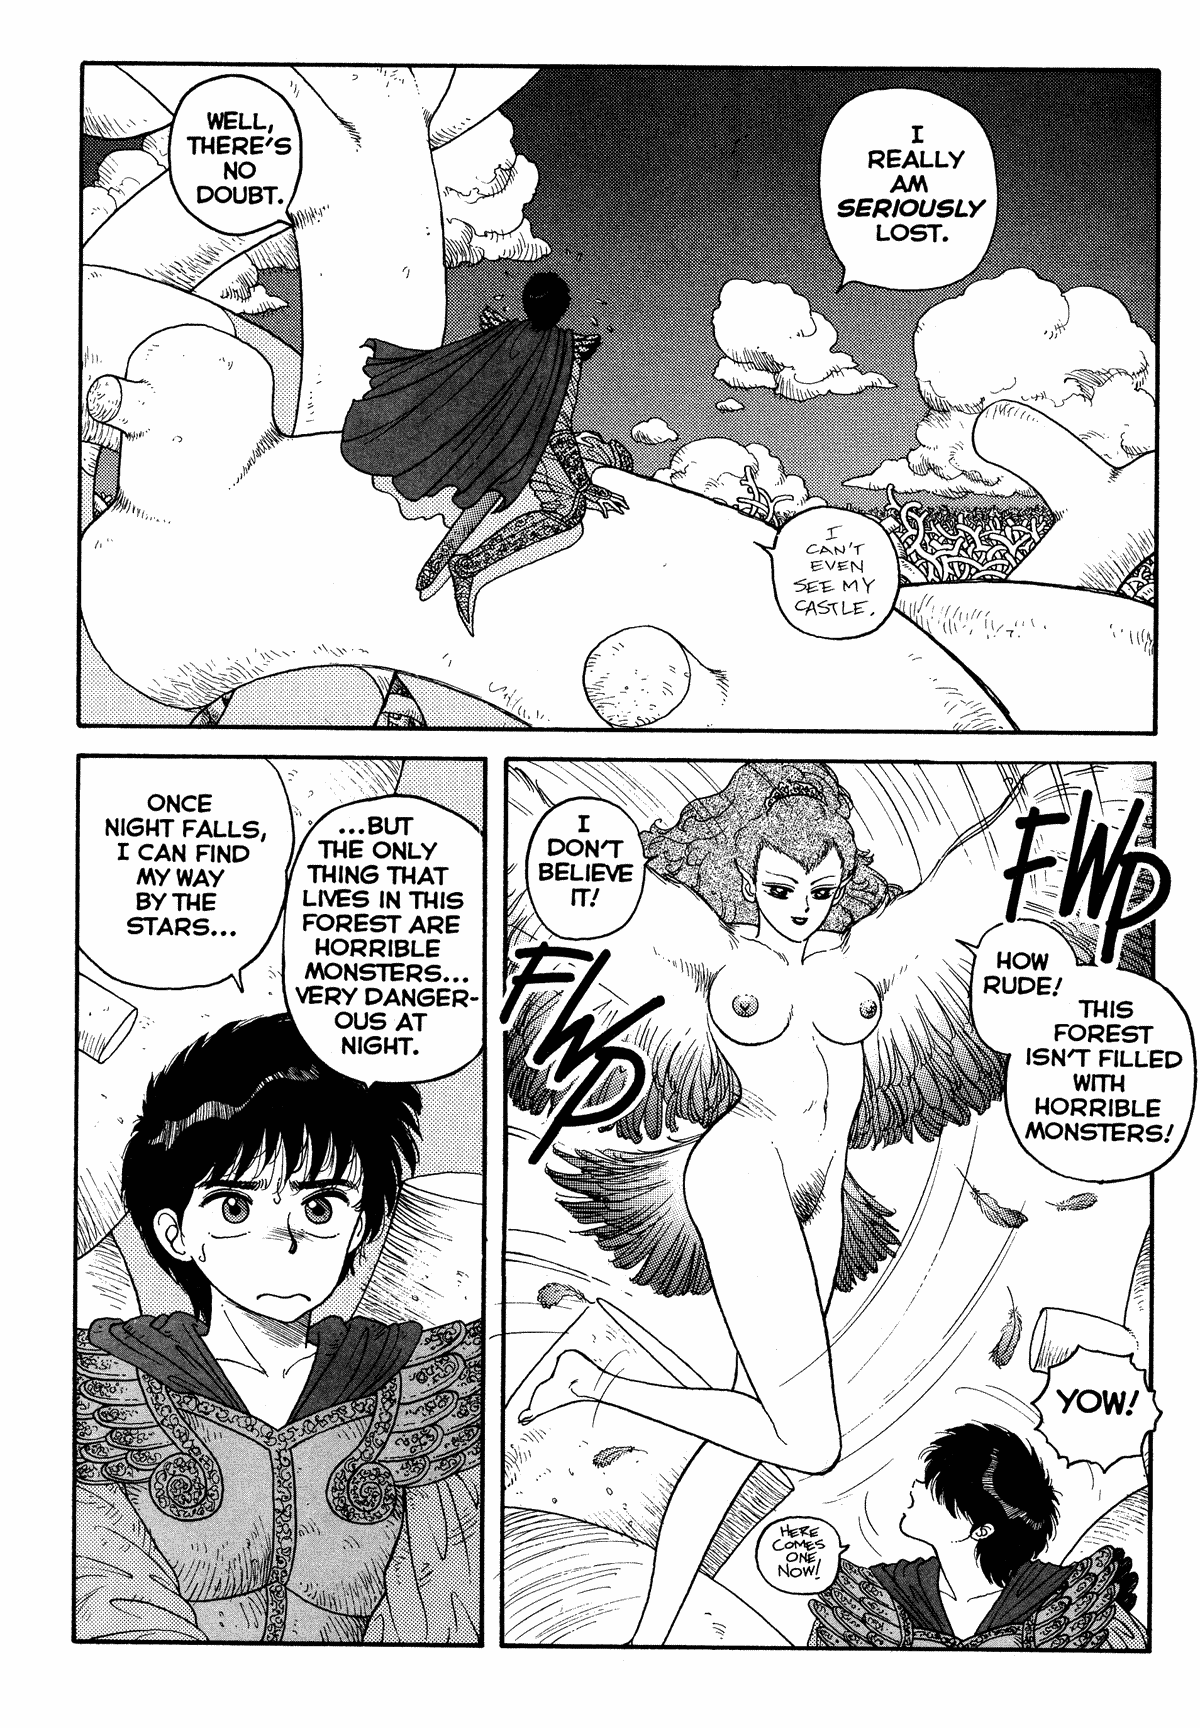 WELL,
THERE'S
NO
DOUBT.
I
REALLY
AM
SERIOUSLY
LOST.
I
CAN'T
EVEN
SEE MY
CASTLE.
ONCE
NIGHT FALLS,
I CAN FIND
MY WAY
BY THE
STARS...
...BUT
THE ONLY
THING THAT
LIVES IN THIS
FOREST ARE
HORRIBLE
MONSTERS...
VERY DANGER-
OUS AT
NIGHT.
I
DON'T
BELIEVE
IT!
FWP
FWP
HOW
RUDE!
THIS
FOREST
ISN'T FILLED
WITH
HORRIBLE
MONSTERS!
YOW!
HERE
COMES
ONE
NOW!